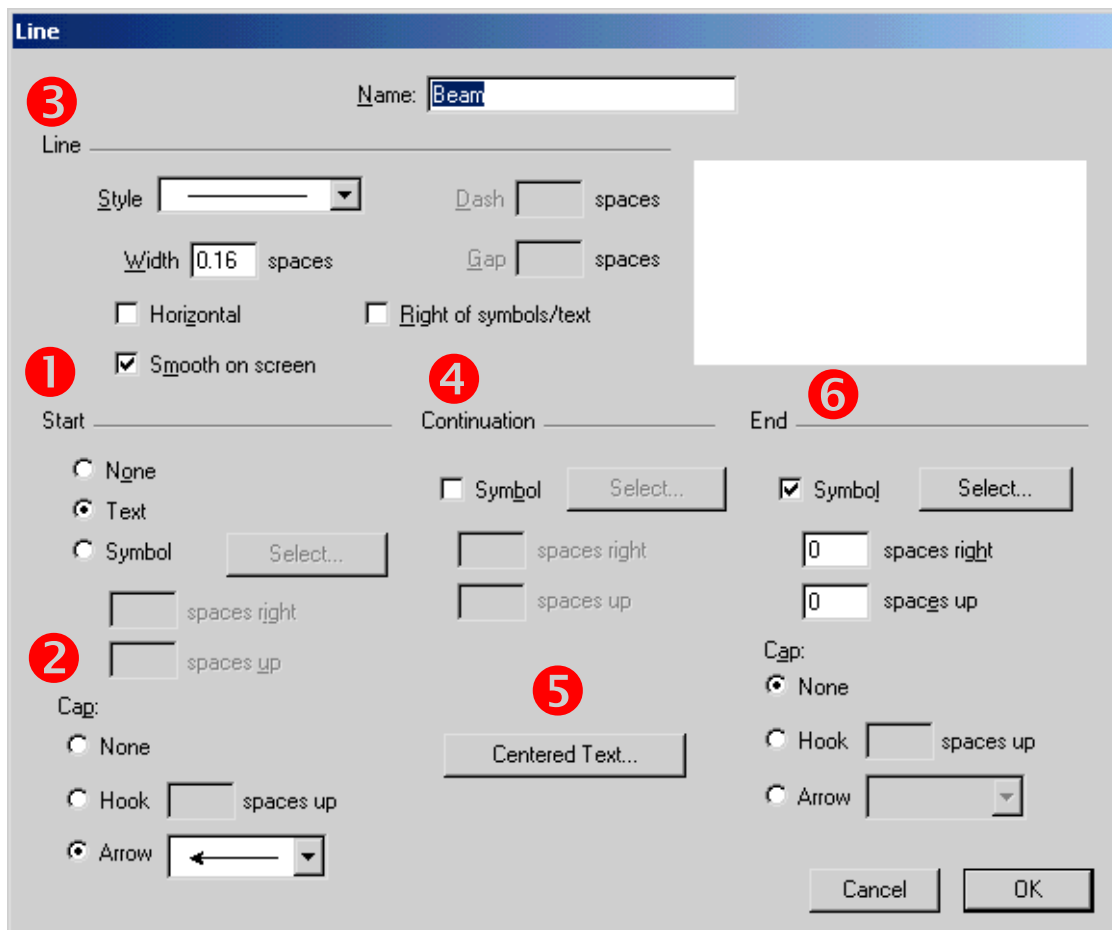 Line
3
Name: Beam
Line
Style
Dash spaces
Width 0.16 spaces
Gap spaces
Horizontal
Right of symbols/text
Smooth on screen
1
4
6
Start
Continuation
End
None
Text
Symbol Select...
spaces right
spaces up
Symbol Select...
spaces right
spaces up
Symbol Select...
0 spaces right
0 spaces up
2
Cap:
None
Hook spaces up
Arrow
5
Centered Text...
Cap:
None
Hook spaces up
Arrow
Cancel
OK